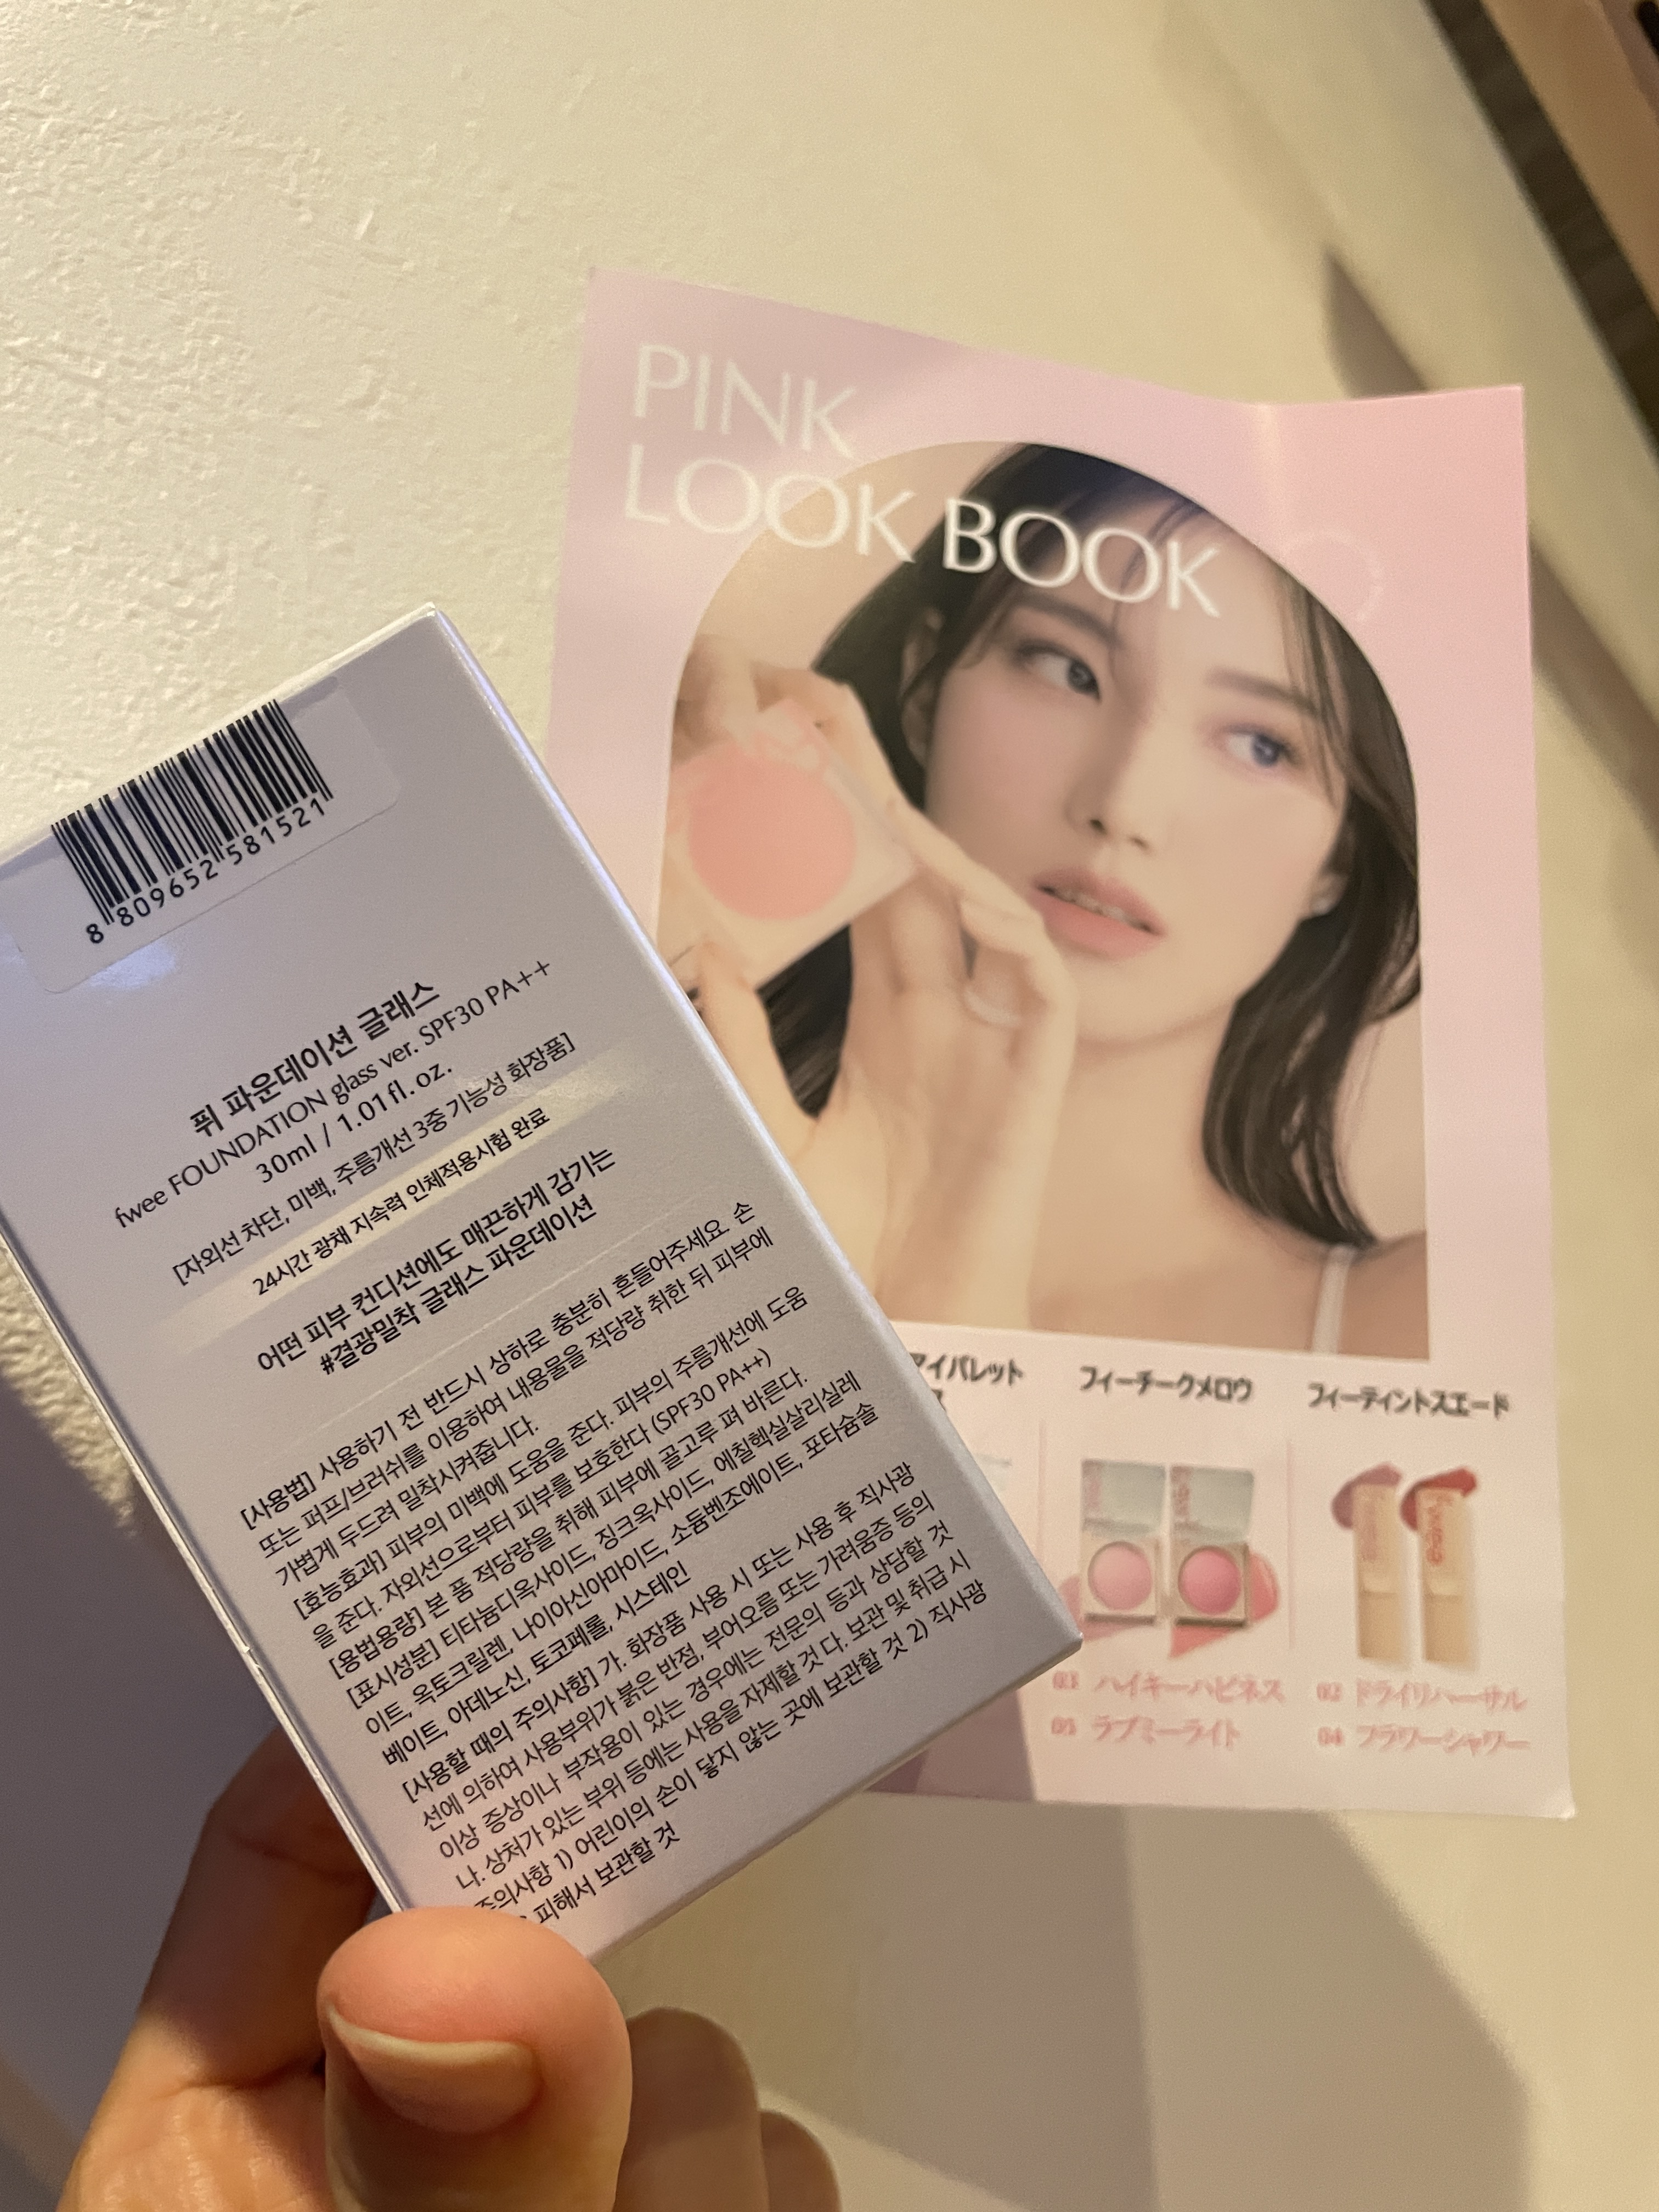 8 809652 581521
퓌 파운데이션 글래스
fwee FOUNDATION glass ver. SPF30 PA++
30ml / 1.01fl.oz.
[자외선 차단, 미백, 주름개선 3중 기능성 화장품]
24시간 광채 지속력 인체적용시험 완료
어떤 피부 컨디션에도 매끈하게 감기는
#결광밀착 글래스 파운데이션
[사용법] 사용하기 전 반드시 상하로 충분히 흔들어주세요. 손
또는 퍼프/브러쉬를 이용하여 내용물을 적당량 취한 뒤 피부에
가볍게 두드려 밀착시켜줍니다.
[효능효과] 피부의 미백에 도움을 준다. 피부의 주름개선에 도움
을 준다. 자외선으로부터 피부를 보호한다 (SPF30 PA++)
[용법용량] 본 품 적당량을 취해 피부에 골고루 펴 바른다.
[표시성분] 티타늄디옥사이드, 징크옥사이드, 에칠헥실살리실레
이트, 옥토크릴렌, 나이아신아마이드, 소듐벤조에이트, 포타슘솔
베이트, 아데노신, 토코페롤, 시스테인
[사용할 때의 주의사항] 가. 화장품 사용 시 또는 사용 후 직사광
선에 의하여 사용부위가 붉은 반점, 부어오름 또는 가려움증 등의
이상 증상이나 부작용이 있는 경우에는 전문의 등과 상담할 것
나. 상처가 있는 부위 등에는 사용을 자제할 것 다. 보관 및 취급 시
주의사항 1) 어린이의 손이 닿지 않는 곳에 보관할 것 2) 직사광
피해서 보관할 것
PINK
LOOK BOOK
アイパレット
フィーチークメロウ
フィーティントスエード
03 ハイキーハピネス
05 ラブミーライト
02 ドライリハーサル
04 フラワーシャワー